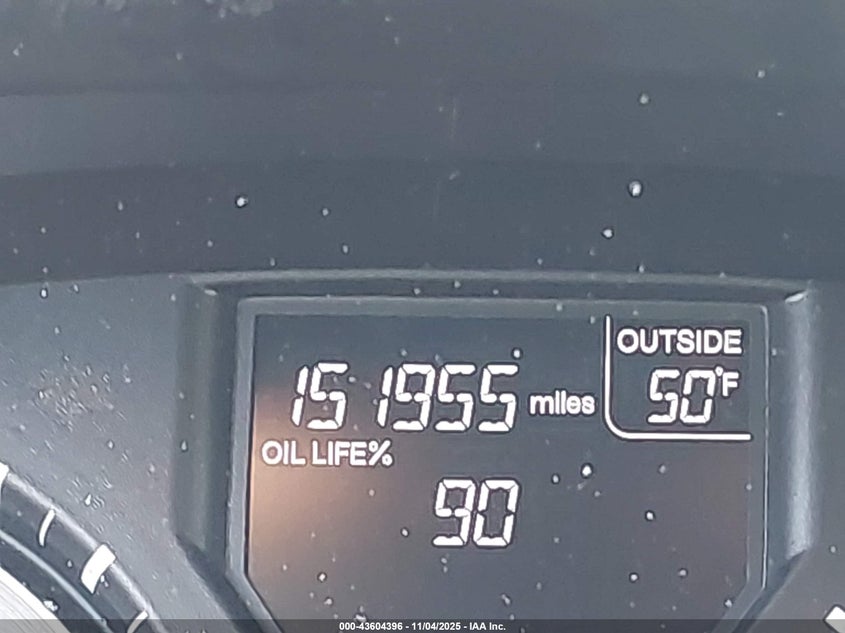 OUTSIDE
151955 miles
50°F
OIL LIFE%
90
000-43604396 - 11/04/2025 - IAA Inc.